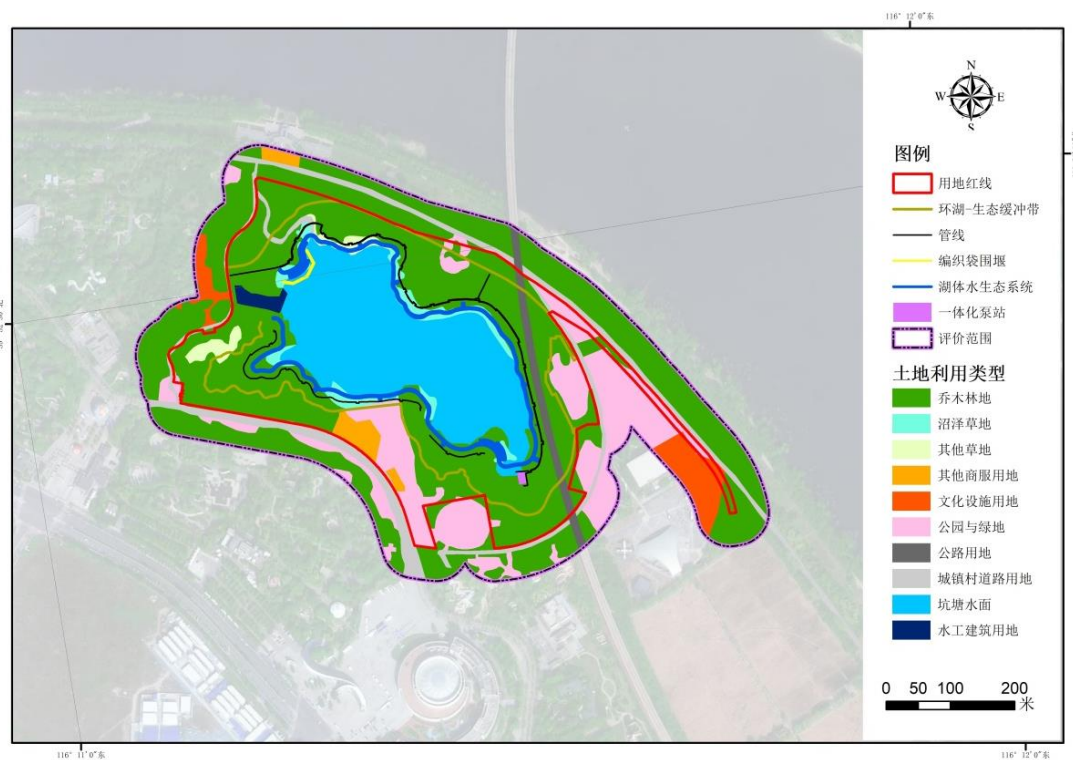 116° 12′0″东
N
W
E
S
图例
用地红线
环湖-生态缓冲带
管线
编织袋围堰
湖体水生态系统
一体化泵站
评价范围
土地利用类型
乔木林地
沼泽草地
其他草地
其他商服用地
文化设施用地
公园与绿地
公路用地
城镇村道路用地
坑塘水面
水工建筑用地
0 50 100 200
米
116° 11′0″东
116° 12′0″东